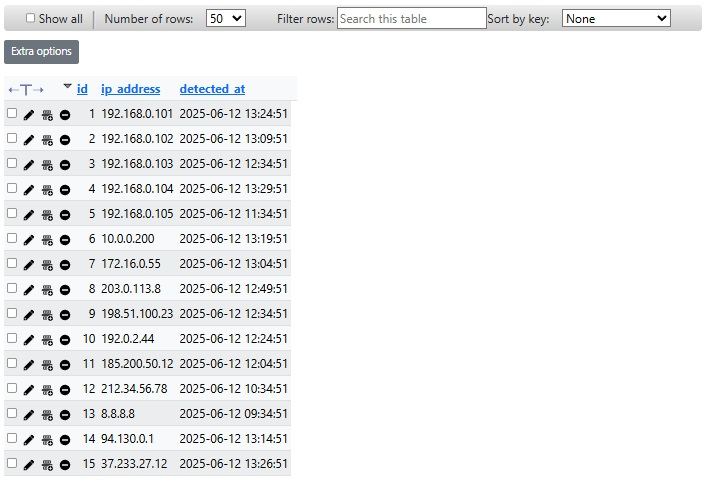 Show all Number of rows: 50 Filter rows: Search this table Sort by key: None
Extra options
←T→ id ip_address detected_at
1 192.168.0.101 2025-06-12 13:24:51
2 192.168.0.102 2025-06-12 13:09:51
3 192.168.0.103 2025-06-12 12:34:51
4 192.168.0.104 2025-06-12 13:29:51
5 192.168.0.105 2025-06-12 11:34:51
6 10.0.0.200 2025-06-12 13:19:51
7 172.16.0.55 2025-06-12 13:04:51
8 203.0.113.8 2025-06-12 12:49:51
9 198.51.100.23 2025-06-12 12:34:51
10 192.0.2.44 2025-06-12 12:24:51
11 185.200.50.12 2025-06-12 12:04:51
12 212.34.56.78 2025-06-12 10:34:51
13 8.8.8.8 2025-06-12 09:34:51
14 94.130.0.1 2025-06-12 13:14:51
15 37.233.27.12 2025-06-12 13:26:51